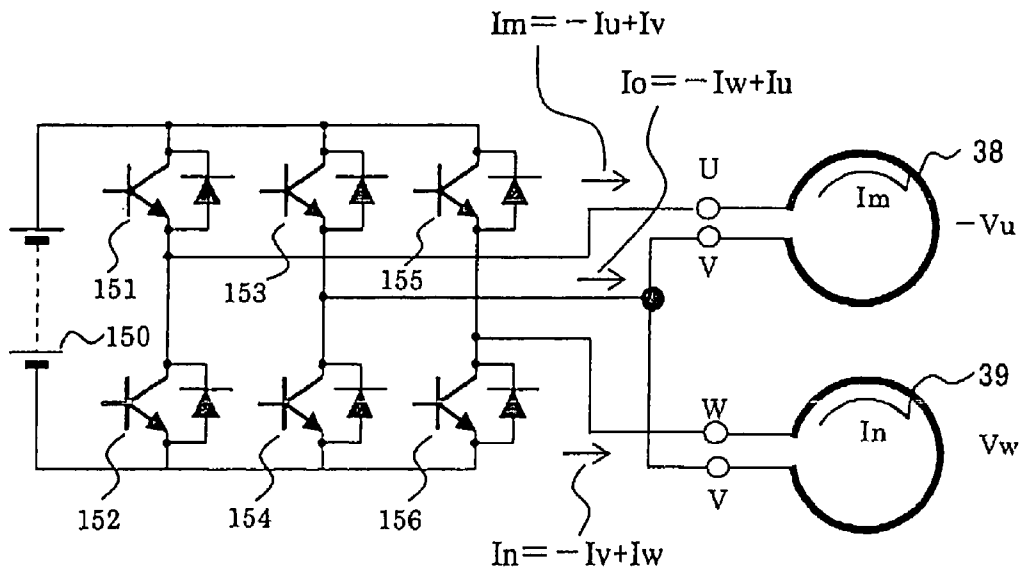 Im=-Iu+Iv
Io=-Iw+Iu
38
U
Im
-Vu
V
151
153
155
150
39
W
In
Vw
V
152
154
156
In=-Iv+Iw